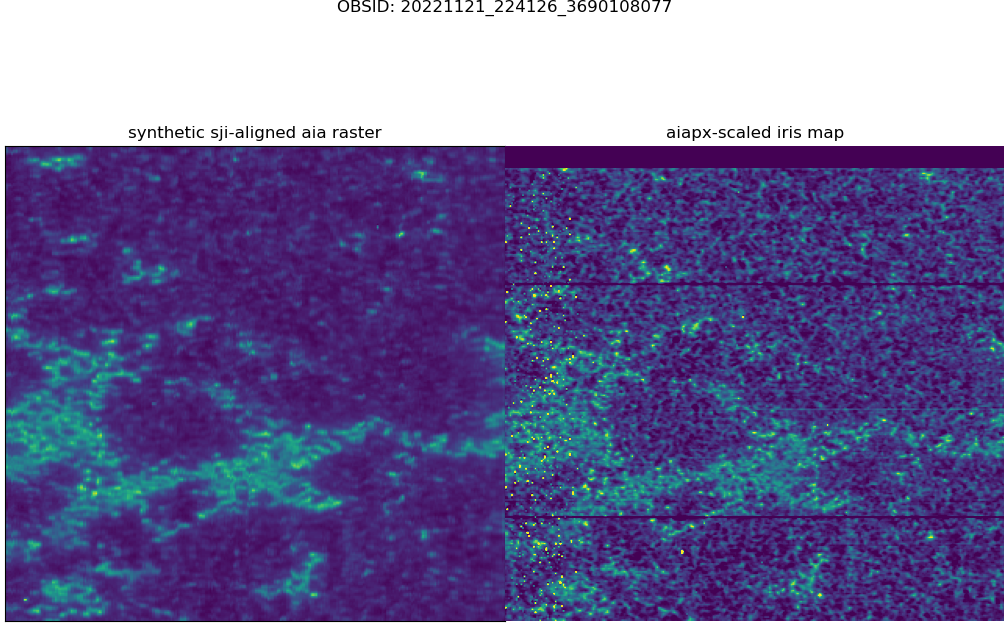 OBSID: 20221121_224126_3690108077
synthetic sji-aligned aia raster
aiapx-scaled iris map